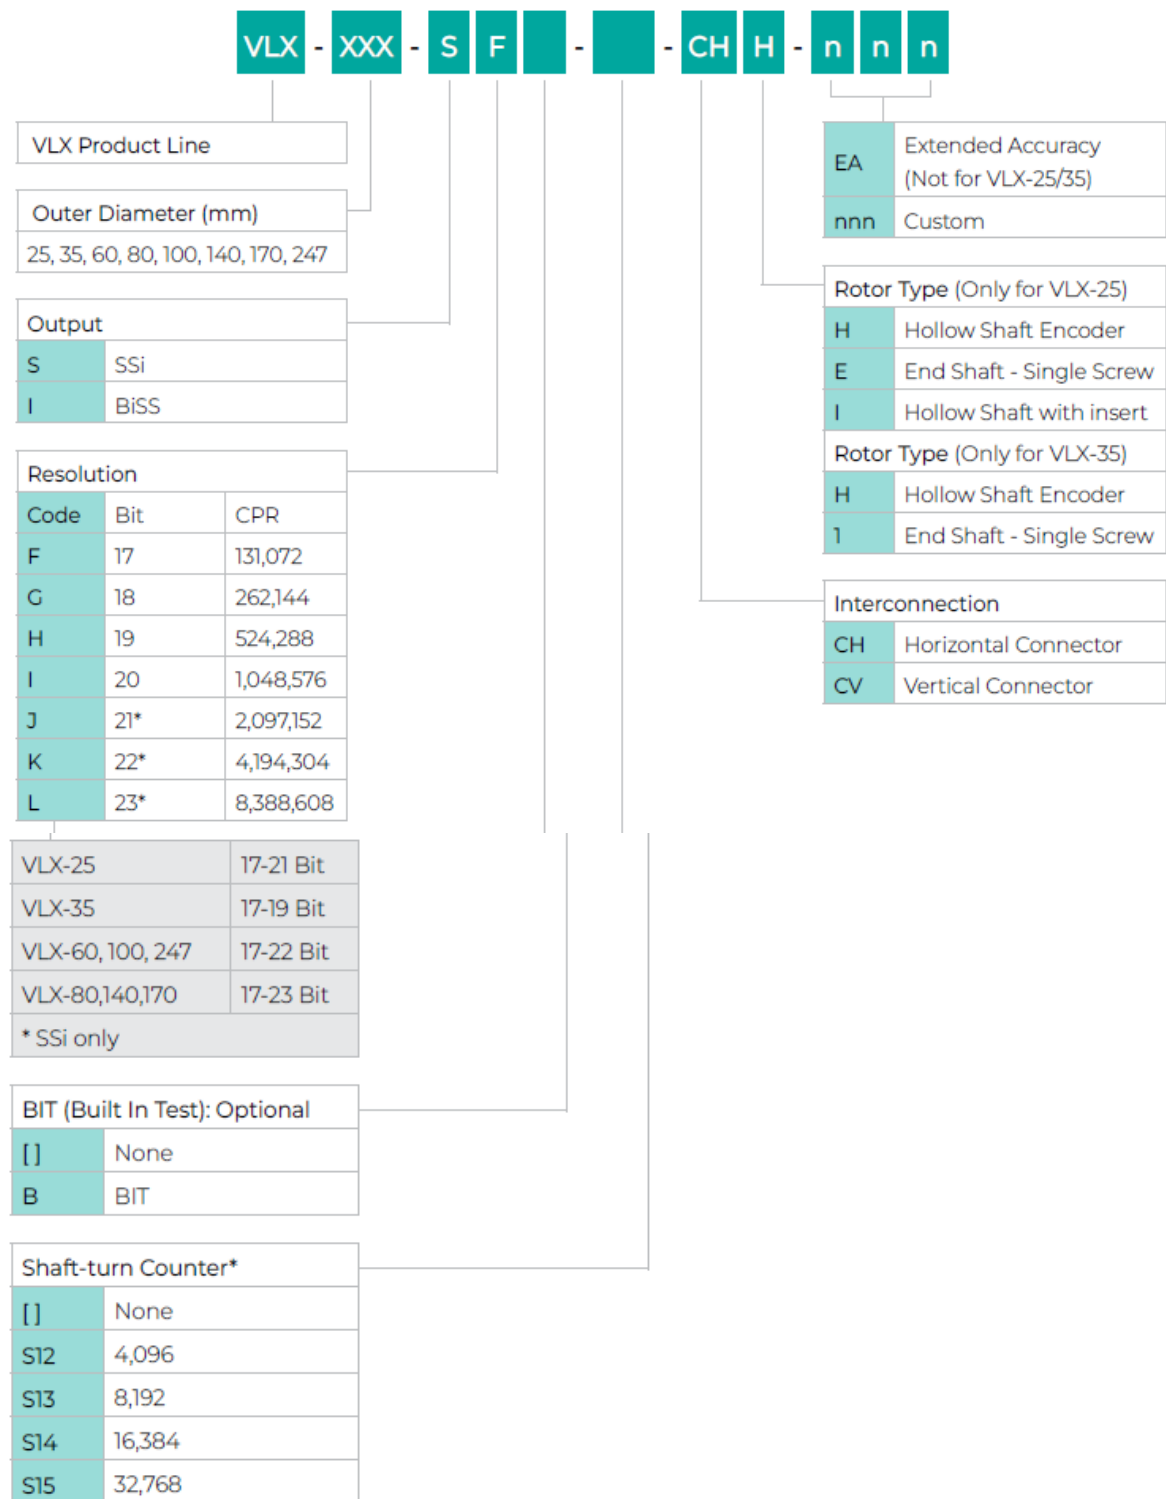 VLX - XXX - S F - - CH H - n n n
VLX Product Line
Outer Diameter (mm)
25, 35, 60, 80, 100, 140, 170, 247
Output
S SSi
I BiSS
Resolution
Code Bit CPR
F 17 131,072
G 18 262,144
H 19 524,288
I 20 1,048,576
J 21* 2,097,152
K 22* 4,194,304
L 23* 8,388,608
VLX-25 17-21 Bit
VLX-35 17-19 Bit
VLX-60, 100, 247 17-22 Bit
VLX-80,140,170 17-23 Bit
* SSi only
BIT (Built In Test): Optional
[ ] None
B BIT
Shaft-turn Counter*
[ ] None
S12 4,096
S13 8,192
S14 16,384
S15 32,768
EA Extended Accuracy
(Not for VLX-25/35)
nnn Custom
Rotor Type (Only for VLX-25)
H Hollow Shaft Encoder
E End Shaft - Single Screw
I Hollow Shaft with insert
Rotor Type (Only for VLX-35)
H Hollow Shaft Encoder
1 End Shaft - Single Screw
Interconnection
CH Horizontal Connector
CV Vertical Connector